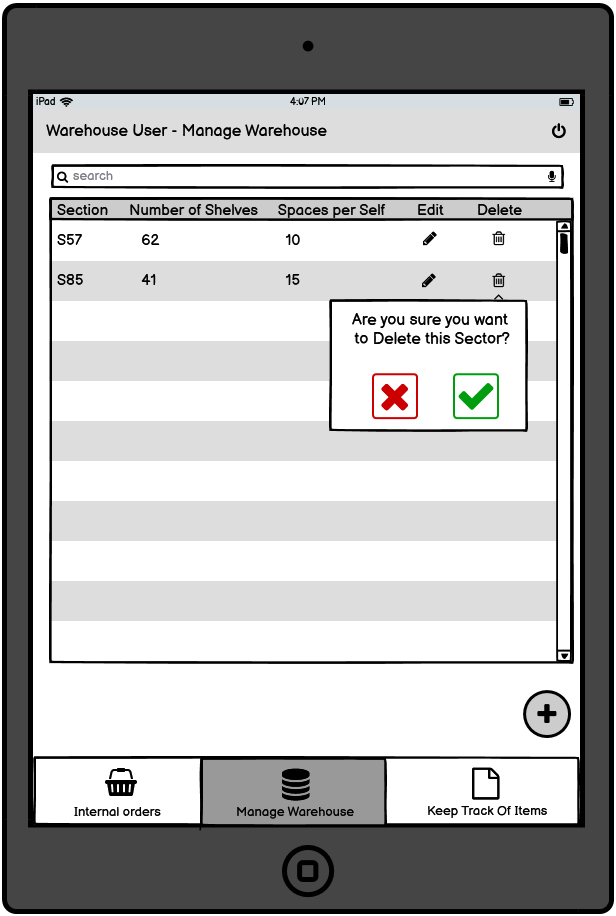 iPad 4:07 PM
Warehouse User - Manage Warehouse
search
Section Number of Shelves Spaces per Self Edit Delete
S57 62 10
S85 41 15
Are you sure you want
to Delete this Sector?
Internal orders Manage Warehouse Keep Track Of Items